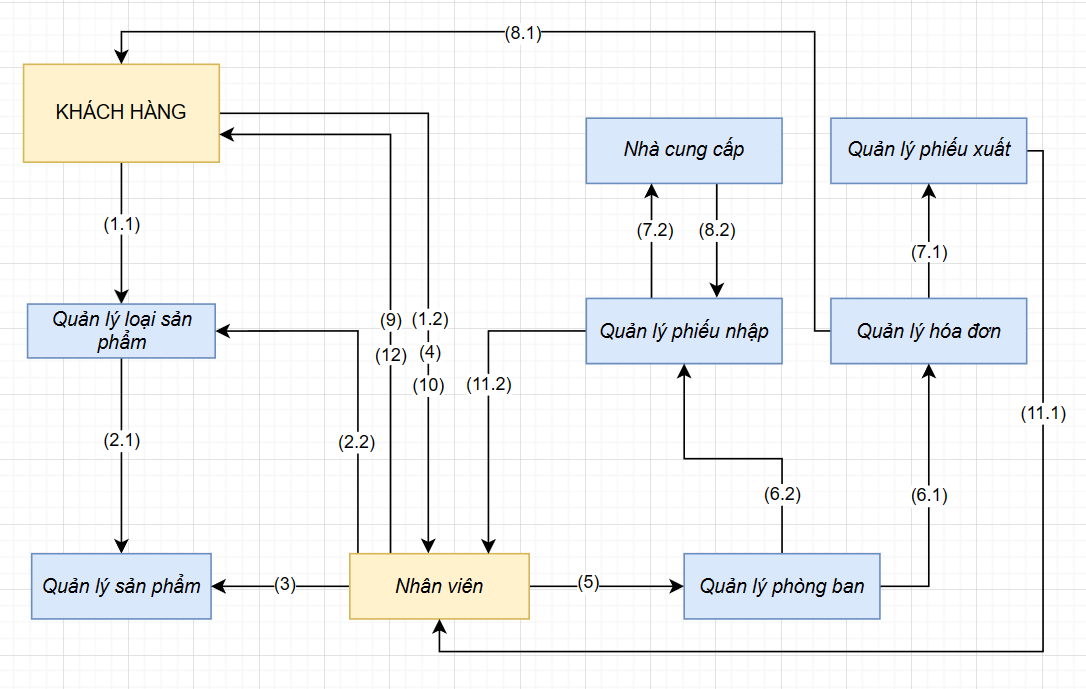 (8.1)
KHÁCH HÀNG
Nhà cung cấp
Quản lý phiếu xuất
(1.1)
(7.2)
(8.2)
(7.1)
Quản lý loại sản
phẩm
(9)
(1.2)
(12)
(4)
(10)
(11.2)
Quản lý phiếu nhập
Quản lý hóa đơn
(11.1)
(2.1)
(2.2)
(6.2)
(6.1)
Quản lý sản phẩm
(3)
Nhân viên
(5)
Quản lý phòng ban